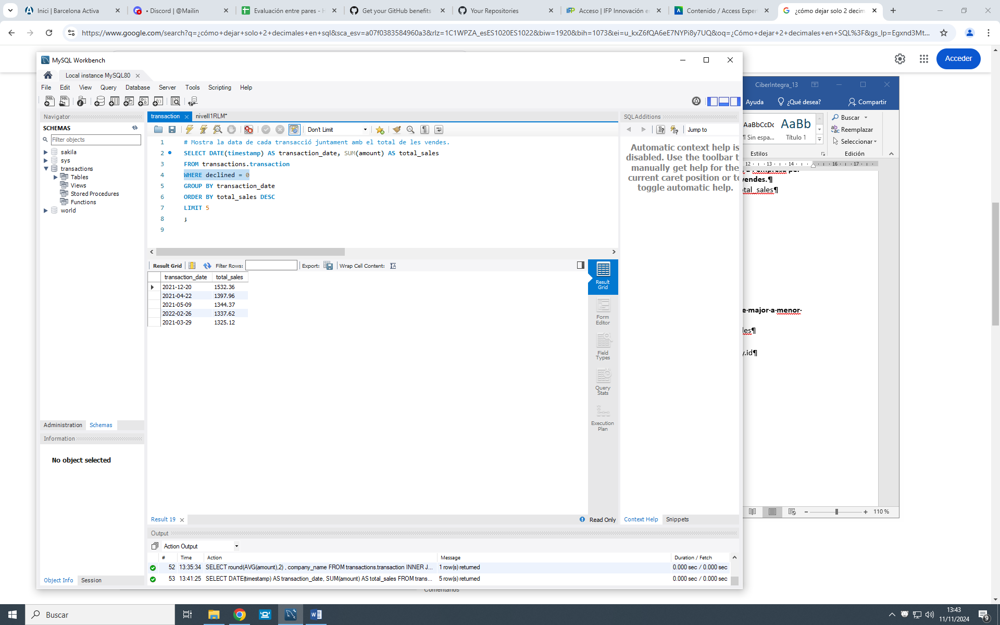 Inici | Barcelona Activa
• Discord | @Mailin
Evaluación entre pares - H
Get your GitHub benefits
Your Repositories
Acceso | IFP Innovación e
Contenido / Access Exper
¿cómo dejar solo 2 decim
https://www.google.com/search?q=¿cómo+dejar+solo+2+decimales+en+sql&sca_esv=a07f0383584960a3&rlz=1C1WPZA_esES1020ES1022&biw=1920&bih=1073&ei=u_kxZ6fQA6eE7NYPi8y7UQ&oq=¿Cómo+dejar+2+decimales+en+SQL%3F&gs_lp=Egxnd3Mt...
Acceder
MySQL Workbench
Local instance MySQL80
File Edit View Query Database Server Tools Scripting Help
Navigator
SCHEMAS
Filter objects
sakila
sys
transactions
Tables
Views
Stored Procedures
Functions
world
Administration Schemas
Information
No object selected
Object Info Session
transaction
nivell1RLM*
Don't Limit
1 # Mostra la data de cada transacció juntament amb el total de les vendes.
2 SELECT DATE(timestamp) AS transaction_date, SUM(amount) AS total_sales
3 FROM transactions.transaction
4 WHERE declined = 0
5 GROUP BY transaction_date
6 ORDER BY total_sales DESC
7 LIMIT 5
8 ;
9
Result Grid Filter Rows: Export: Wrap Cell Content:
transaction_date total_sales
2021-12-20 1532.36
2021-04-22 1397.96
2021-05-09 1344.37
2022-02-26 1337.62
2021-03-29 1325.12
Result
Grid
Form
Editor
Field
Types
Query
Stats
Execution
Plan
Result 19
Read Only
SQLAdditions
Jump to
Automatic context help is
disabled. Use the toolbar t
manually get help for the
current caret position or to
toggle automatic help.
Context Help Snippets
Output
Action Output
# Time Action Message Duration / Fetch
52 13:35:34 SELECT round(AVG(amount),2) , company_name FROM transactions.transaction INNER J... 1 row(s) returned 0.000 sec / 0.000 sec
53 13:41:25 SELECT DATE(timestamp) AS transaction_date, SUM(amount) AS total_sales FROM trans... 5 row(s) returned 0.000 sec / 0.000 sec
CiberIntegra_13
Ayuda ¿Qué desea? Compartir
AaBbCcDc AaBb
¶ Sin espa... Título 1
Estilos
Buscar
Reemplazar
Seleccionar
Edición
12 13 14 16 17
l'empresa per
vendes.¶
otal_sales¶
e·major·a·menor·
les¶
y.id¶
110 %
Comentarios
Buscar
13:43
11/11/2024
9